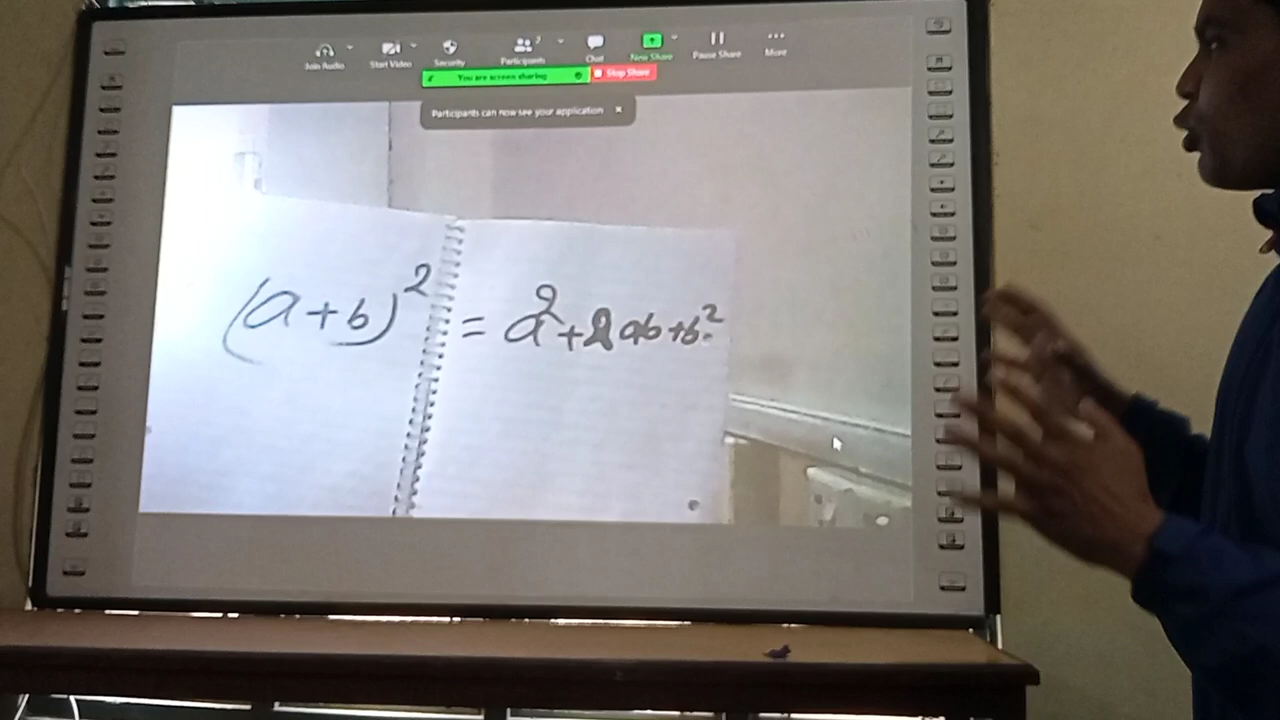 Join Audio Start Video Security Participants 2 Chat New Share Pause Share More
You are screen sharing Stop Share
Participants can now see your application
(a+b)² = a²+2ab+b²